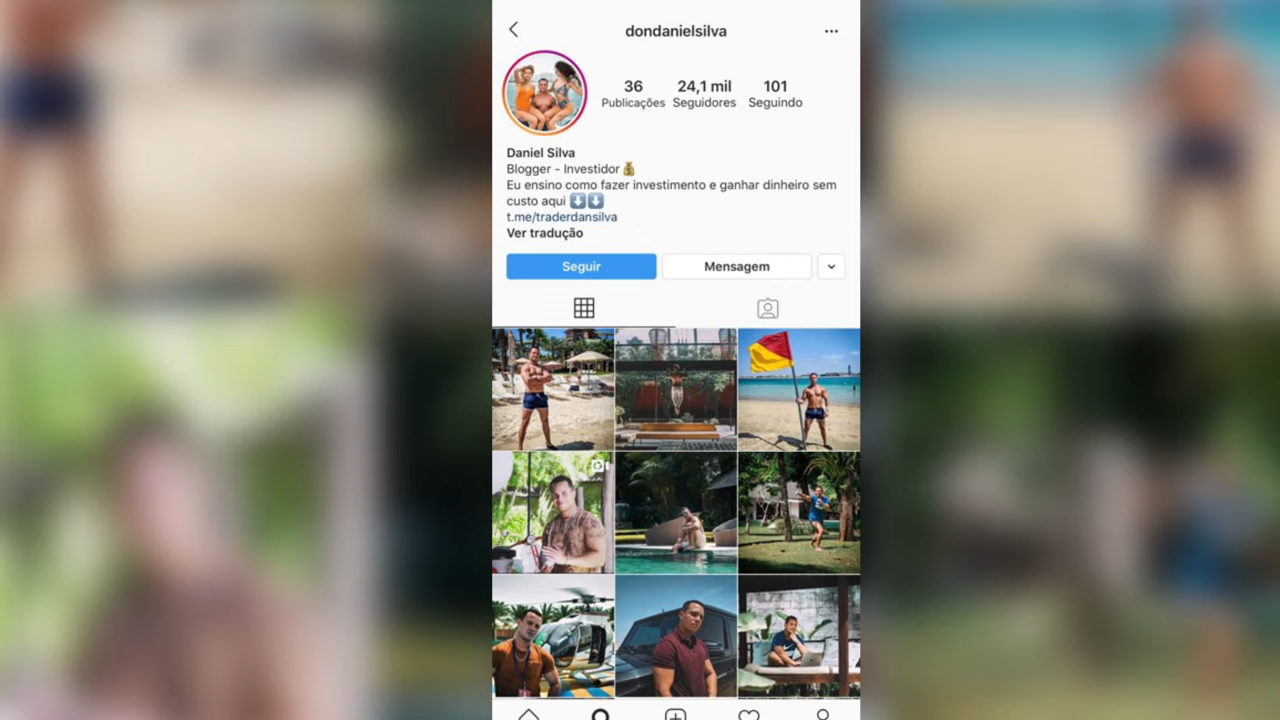 dondanielsilva
36 24,1 mil 101
Publicações Seguidores Seguindo
Daniel Silva
Blogger - Investidor 💰
Eu ensino como fazer investimento e ganhar dinheiro sem
custo aqui ⬇️⬇️
t.me/traderdansilva
Ver tradução
Seguir Mensagem